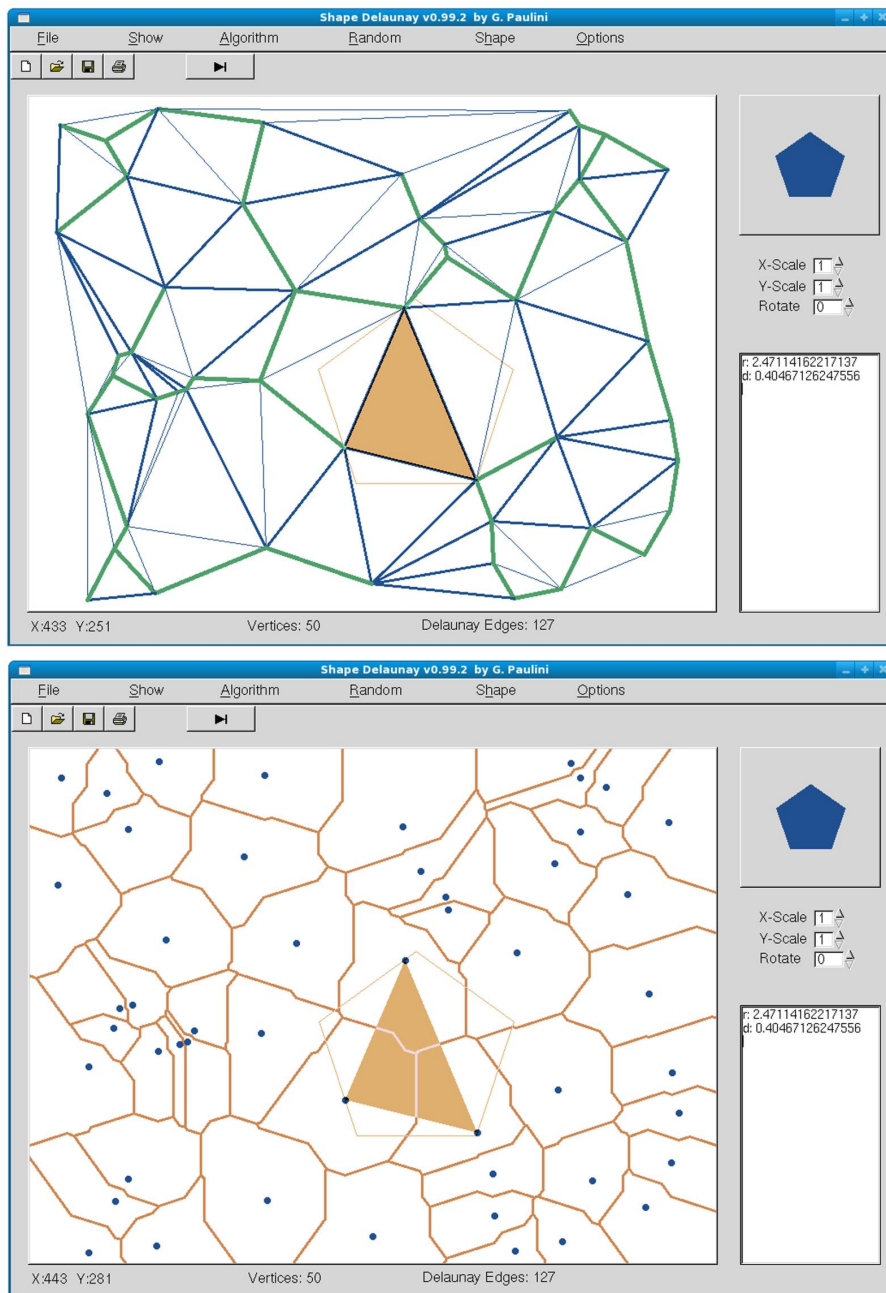 Shape Delaunay v0.99.2 by G. Paulini
File Show Algorithm Random Shape Options
X-Scale 1
Y-Scale 1
Rotate 0
r: 2.47114162217137
d: 0.40467126247556
X:433 Y:251 Vertices: 50 Delaunay Edges: 127
Shape Delaunay v0.99.2 by G. Paulini
File Show Algorithm Random Shape Options
X-Scale 1
Y-Scale 1
Rotate 0
r: 2.47114162217137
d: 0.40467126247556
X:443 Y:281 Vertices: 50 Delaunay Edges: 127